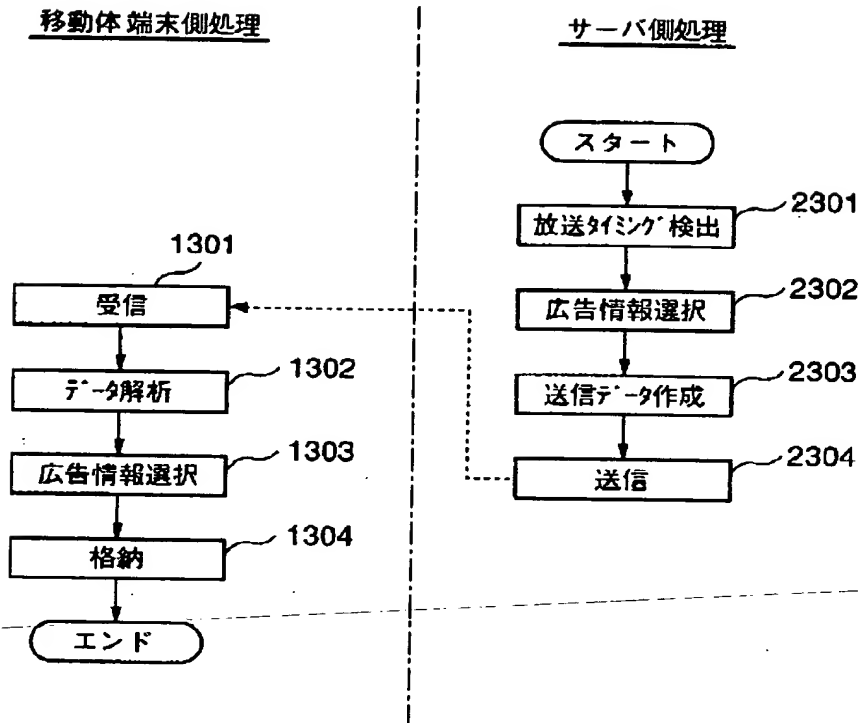 移動体端末側処理
サーバ側処理
スタート
放送タイミング検出
2301
広告情報選択
2302
送信データ作成
2303
送信
2304
1301
受信
データ解析
1302
広告情報選択
1303
格納
1304
エンド